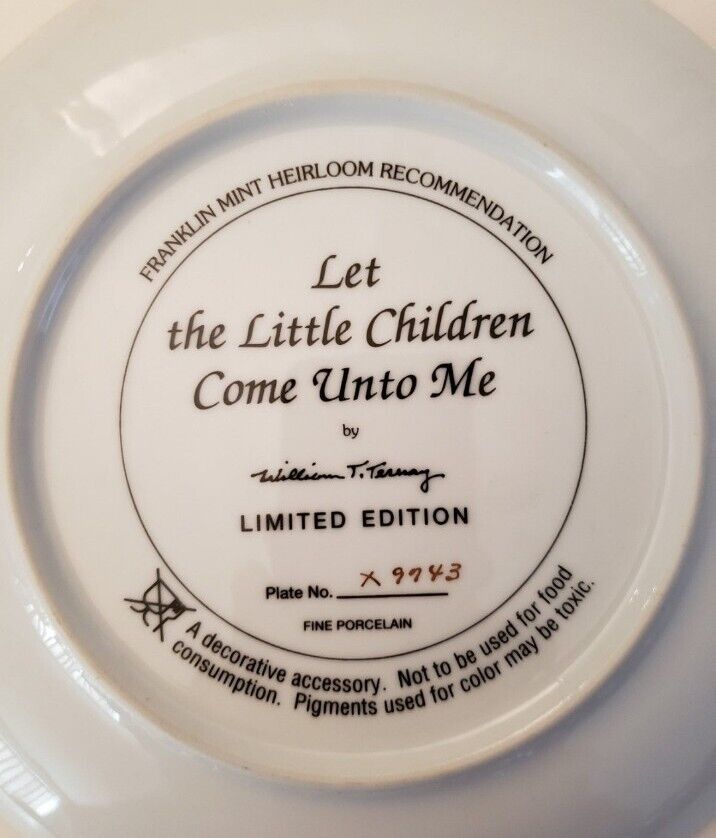 FRANKLIN MINT HEIRLOOM RECOMMENDATION
Let
the Little Children
Come Unto Me
by
William T. Ternay
LIMITED EDITION
Plate No. X 9943
FINE PORCELAIN
A decorative accessory. Not to be used for food
consumption. Pigments used for color may be toxic.